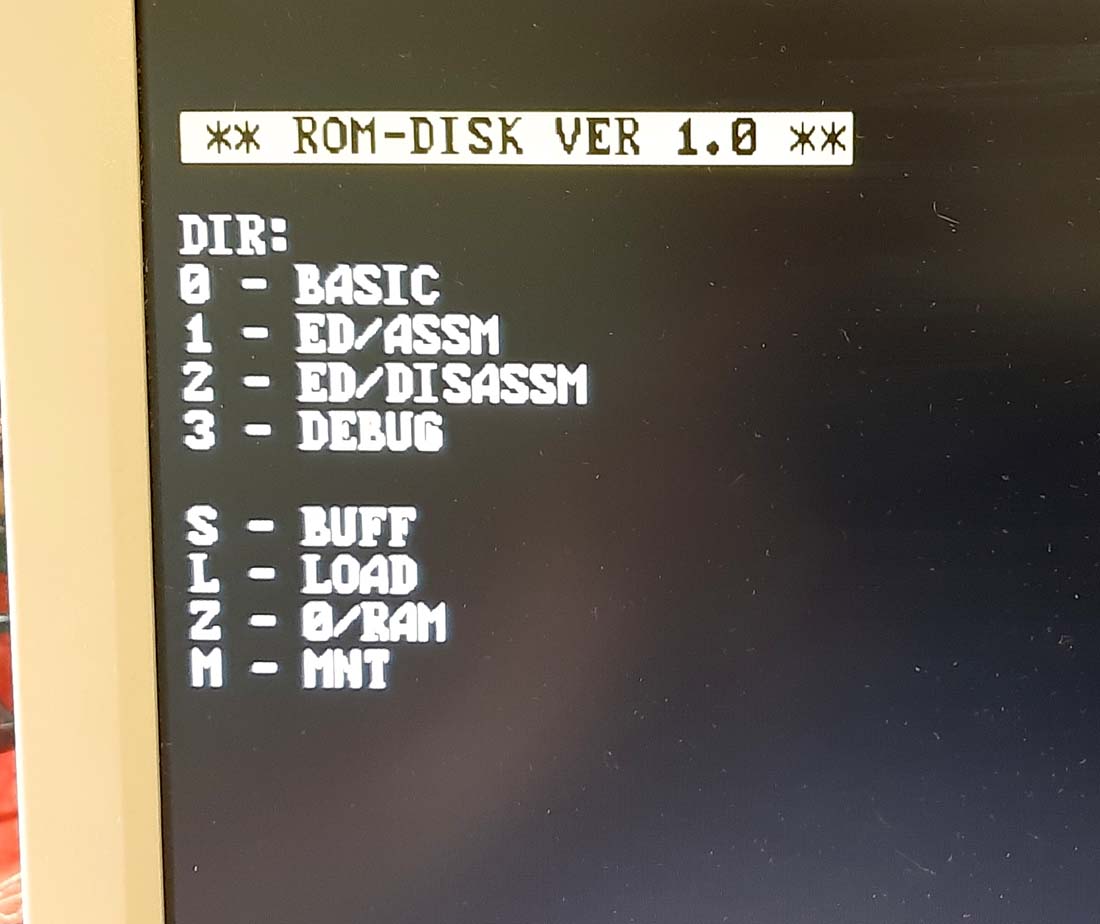 ** ROM-DISK VER 1.0 **
DIR:
0 - BASIC
1 - ED/ASSM
2 - ED/DISASSM
3 - DEBUG
S - BUFF
L - LOAD
Z - 0/RAM
M - MNT